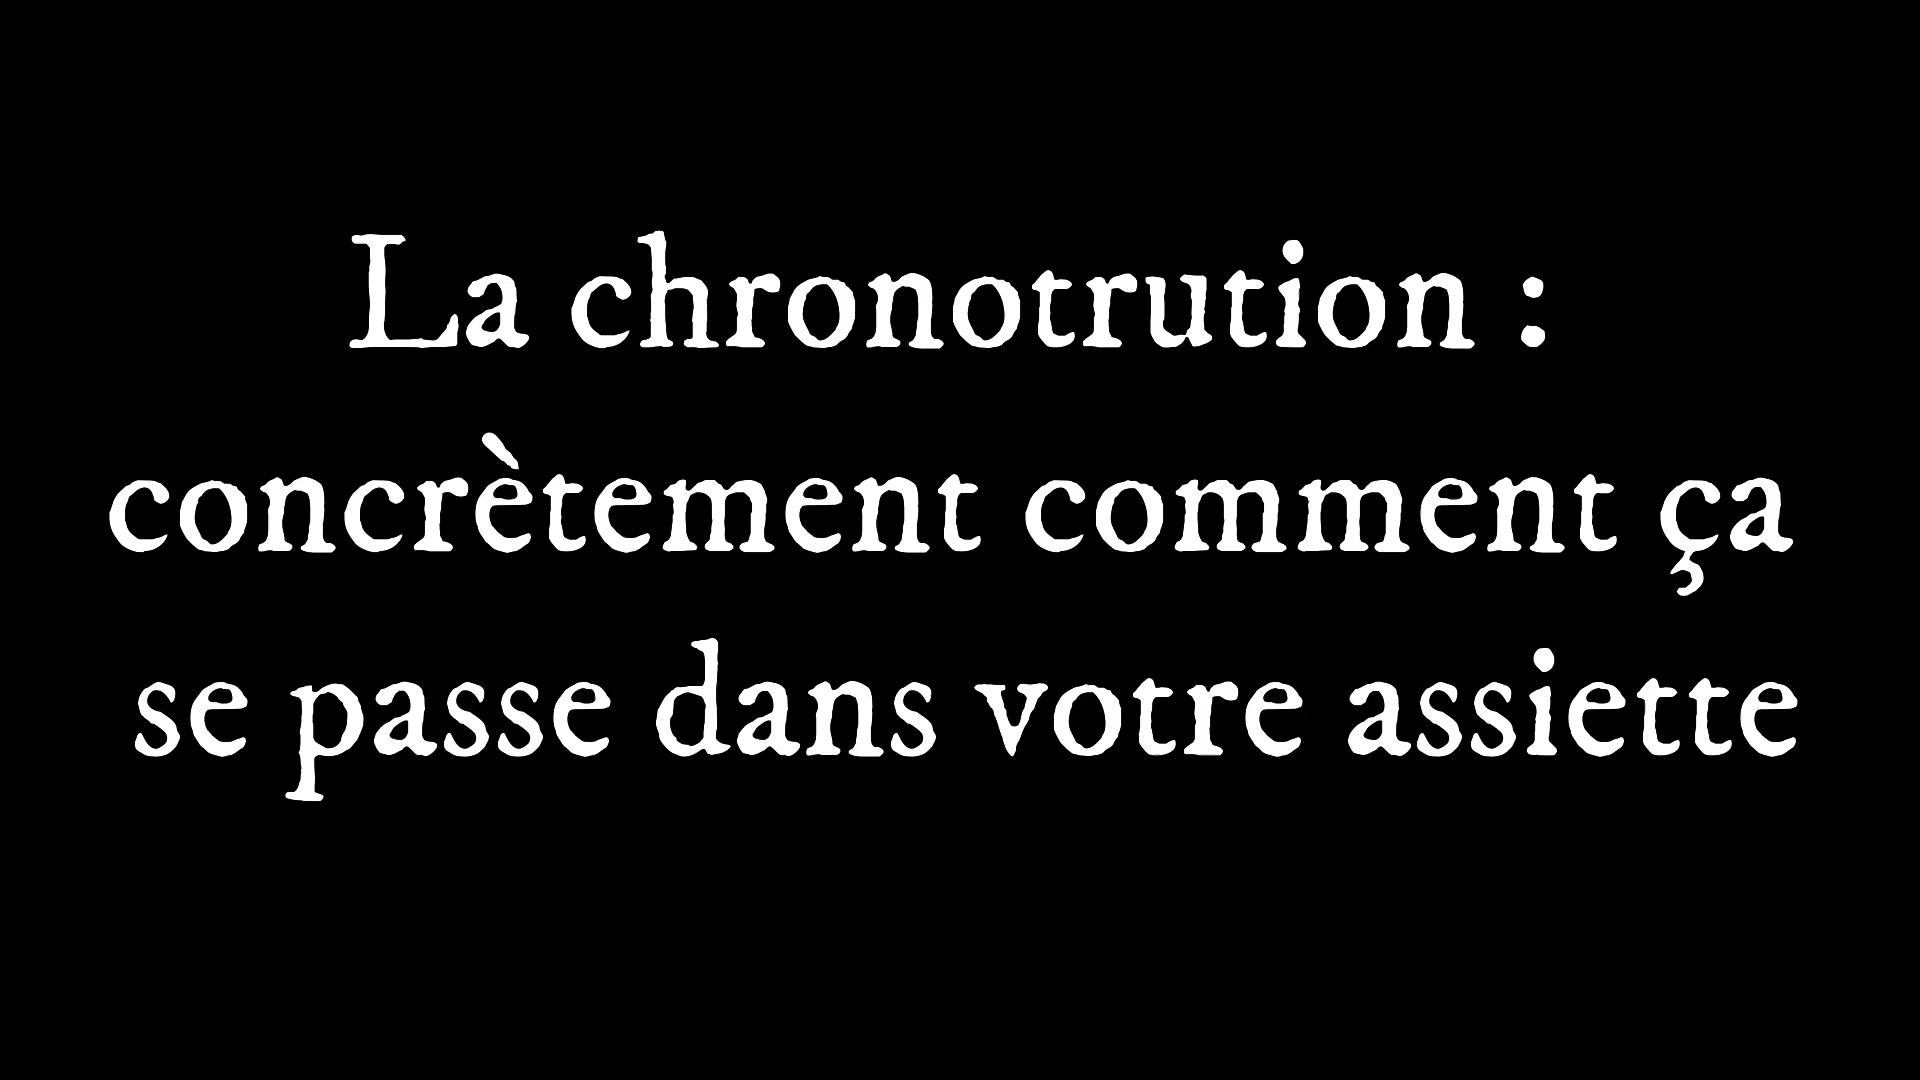 La chronotrution :
concrètement comment ça
se passe dans votre assiette